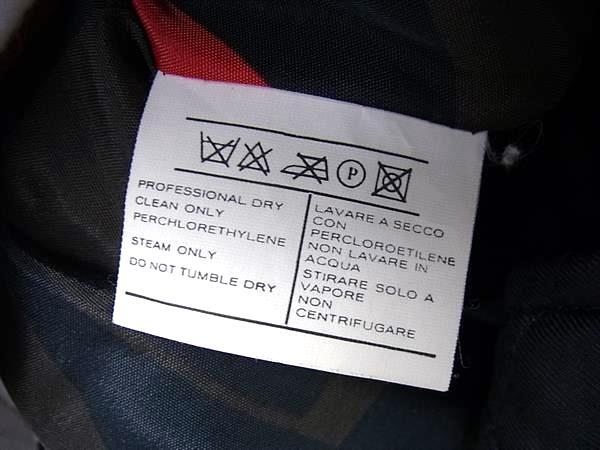 P
PROFESSIONAL DRY
CLEAN ONLY
PERCHLORETHYLENE
STEAM ONLY
DO NOT TUMBLE DRY
LAVARE A SECCO
CON
PERCLOROETILENE
NON LAVARE IN
ACQUA
STIRARE SOLO A
VAPORE
NON
CENTRIFUGARE